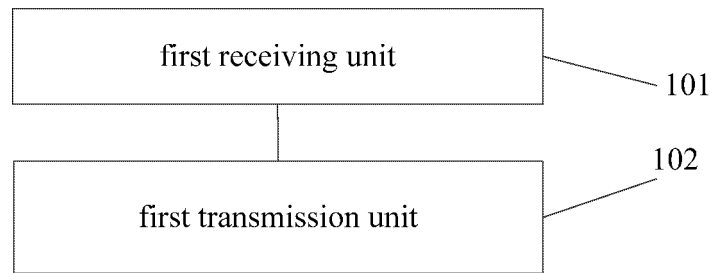 first receiving unit
101
102
first transmission unit